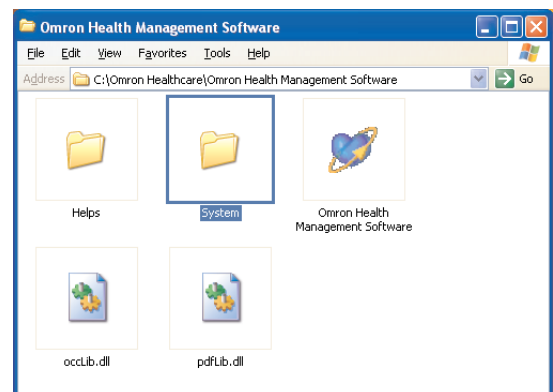 Omron Health Management Software
File Edit View Favorites Tools Help
Address C:\Omron Healthcare\Omron Health Management Software Go
Helps System Omron Health
Management Software
occLib.dll pdfLib.dll